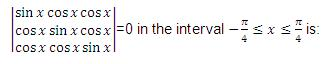 |sin x cos x cos x|
|cos x sin x cos x|=0 in the interval −π/4 ≤ x ≤ π/4 is:
|cos x cos x sin x|